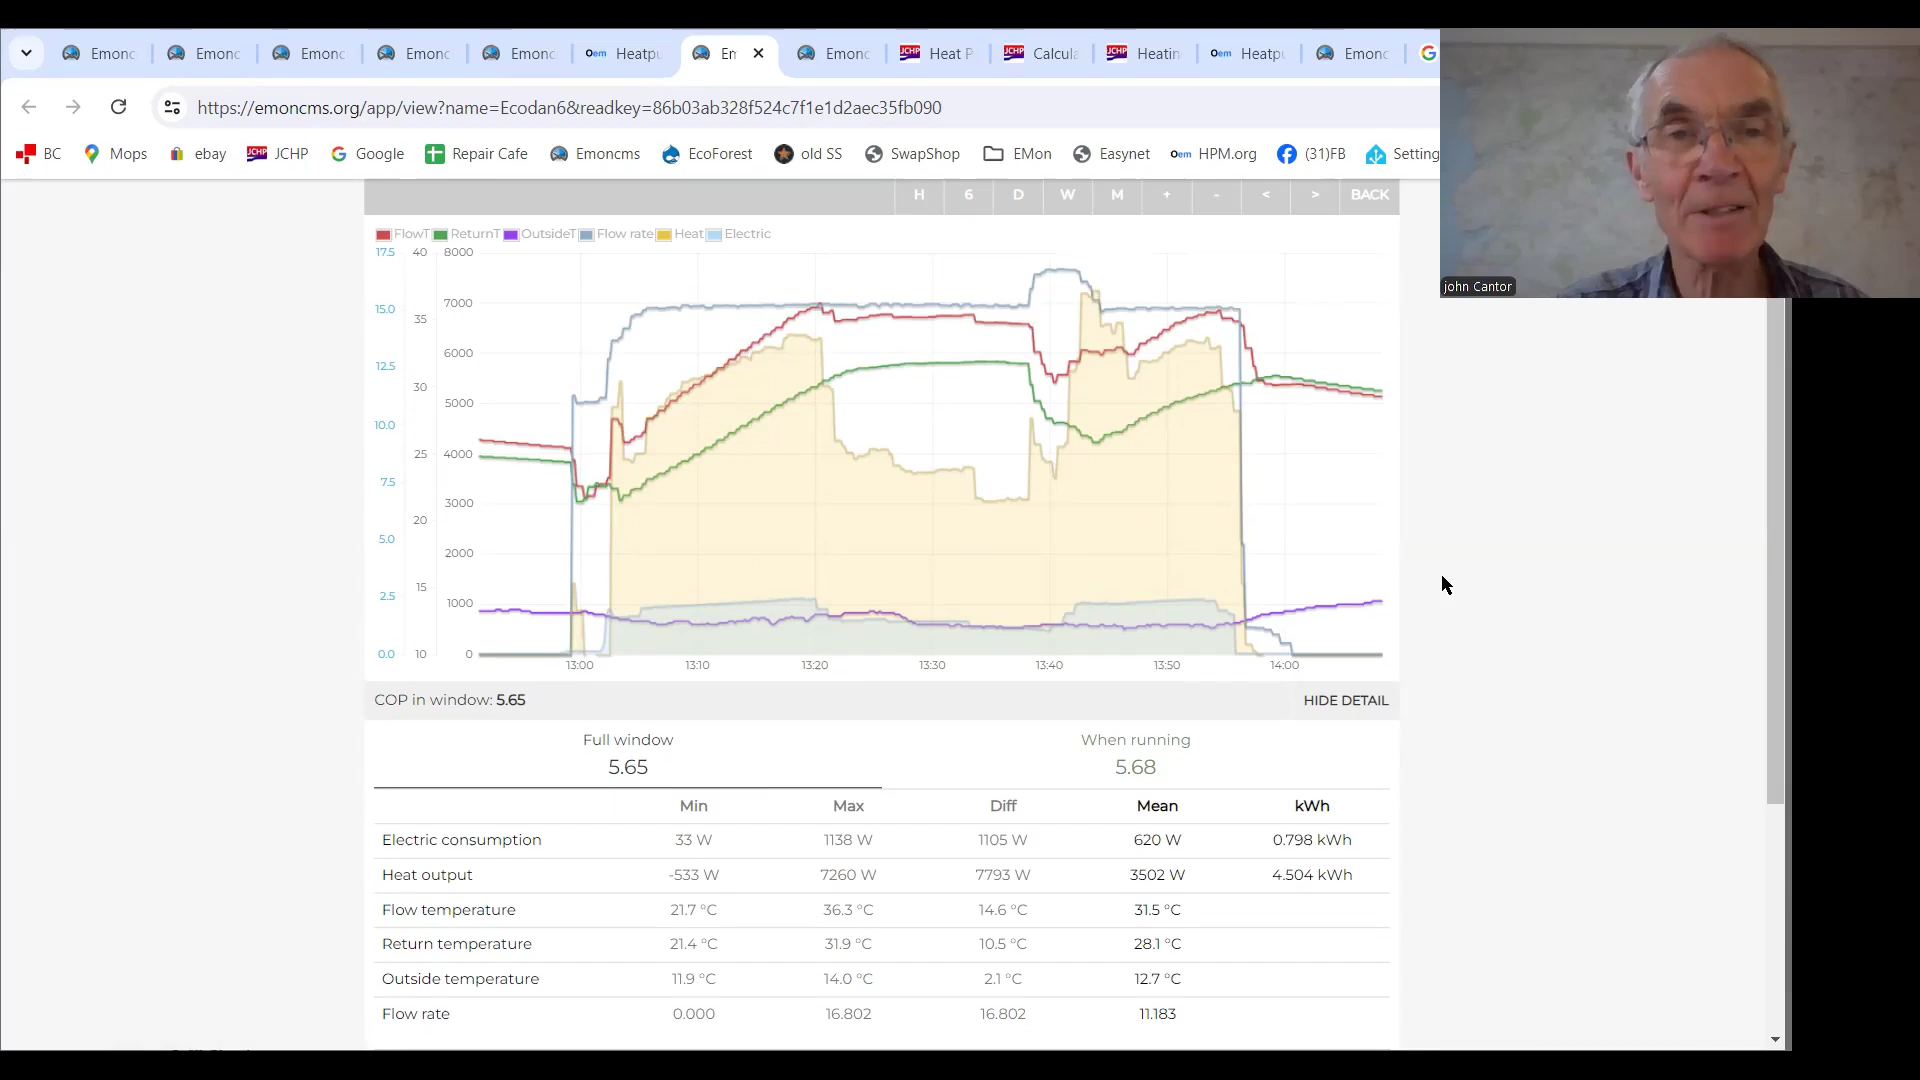 Emonc Emonc Emonc Emonc Emonc Oem Heatpu Em Emonc JCHP Heat P JCHP Calcula JCHP Heatin Oem Heatpu Emonc
https://emoncms.org/app/view?name=Ecodan6&readkey=86b03ab328f524c7f1e1d2aec35fb090
BC Mops ebay JCHP JCHP Google Repair Cafe Emoncms EcoForest old SS SwapShop EMon Easynet Oem HPM.org (31)FB Setting
john Cantor
H 6 D W M + - < > BACK
FlowT ReturnT OutsideT Flow rate Heat Electric
17.5 40 8000
15.0 7000
35
12.5 6000
30
10.0 5000
25 4000
7.5
20 3000
5.0 2000
2.5 15 1000
0.0 10 0
13:00 13:10 13:20 13:30 13:40 13:50 14:00
COP in window: 5.65 HIDE DETAIL
Full window When running
5.65 5.68
Min Max Diff Mean kWh
Electric consumption 33 W 1138 W 1105 W 620 W 0.798 kWh
Heat output -533 W 7260 W 7793 W 3502 W 4.504 kWh
Flow temperature 21.7 °C 36.3 °C 14.6 °C 31.5 °C
Return temperature 21.4 °C 31.9 °C 10.5 °C 28.1 °C
Outside temperature 11.9 °C 14.0 °C 2.1 °C 12.7 °C
Flow rate 0.000 16.802 16.802 11.183